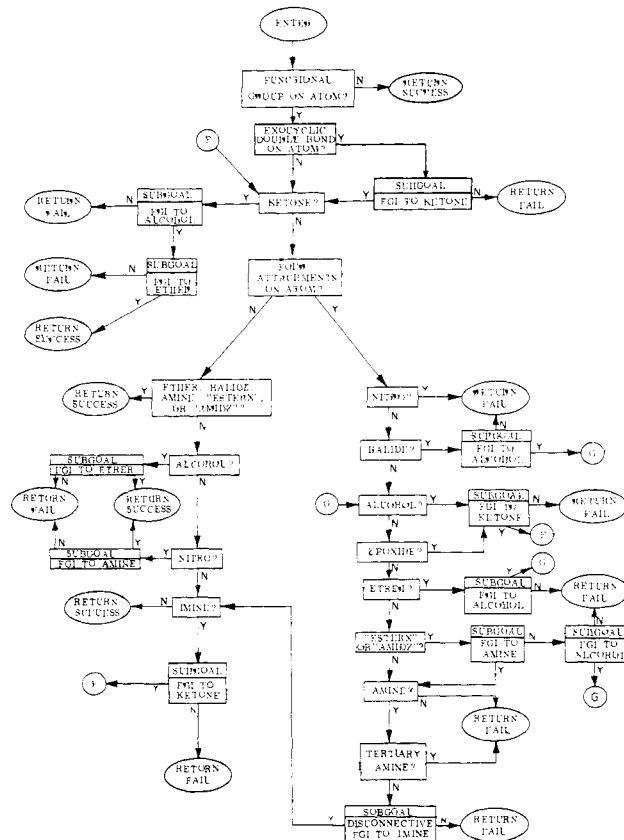 ENTER
FUNCTIONAL
GROUP ON ATOM?
N
RETURN
SUCCESS
Y
EXOCYCLIC
DOUBLE BOND
ON ATOM?
Y
N
SUBGOAL
FGI TO
ALCOHOL
N
RETURN
FAIL
Y
KETONE?
Y
SUBGOAL
FGI TO KETONE
N
RETURN
FAIL
Y
N
RETURN
FAIL
N
SUBGOAL
FGI TO
ETHER
Y
RETURN
SUCCESS
FOUR
ATTACHMENTS
ON ATOM?
N
Y
RETURN
SUCCESS
Y
ETHER, HALIDE,
AMINE, "ESTERX",
OR "AMIDZ"?
N
NITRO?
Y
RETURN
FAIL
N
N
SUBGOAL
FGI TO ETHER
Y
ALCOHOL?
HALIDE?
Y
SUBGOAL
FGI TO
ALCOHOL
Y
G
N
Y
N
N
RETURN
FAIL
RETURN
SUCCESS
G
ALCOHOL?
Y
SUBGOAL
FGI TO
KETONE
N
RETURN
FAIL
N
Y
N
Y
SUBGOAL
FGI TO AMINE
Y
NITRO?
EPOXIDE?
Y
G
N
N
Y
RETURN
SUCCESS
N
IMINE?
ETHER?
Y
SUBGOAL
FGI TO
ALCOHOL
N
RETURN
FAIL
Y
N
N
"ESTERX"
OR "AMIDZ"?
Y
SUBGOAL
FGI TO
AMINE
N
SUBGOAL
FGI TO
ALCOHOL
Y
SUBGOAL
FGI TO
KETONE
N
Y
Y
G
N
AMINE?
N
RETURN
FAIL
RETURN
FAIL
Y
TERTIARY
AMINE?
Y
N
Y
SUBGOAL
DISCONNECTIVE
FGI TO IMINE
N
RETURN
FAIL